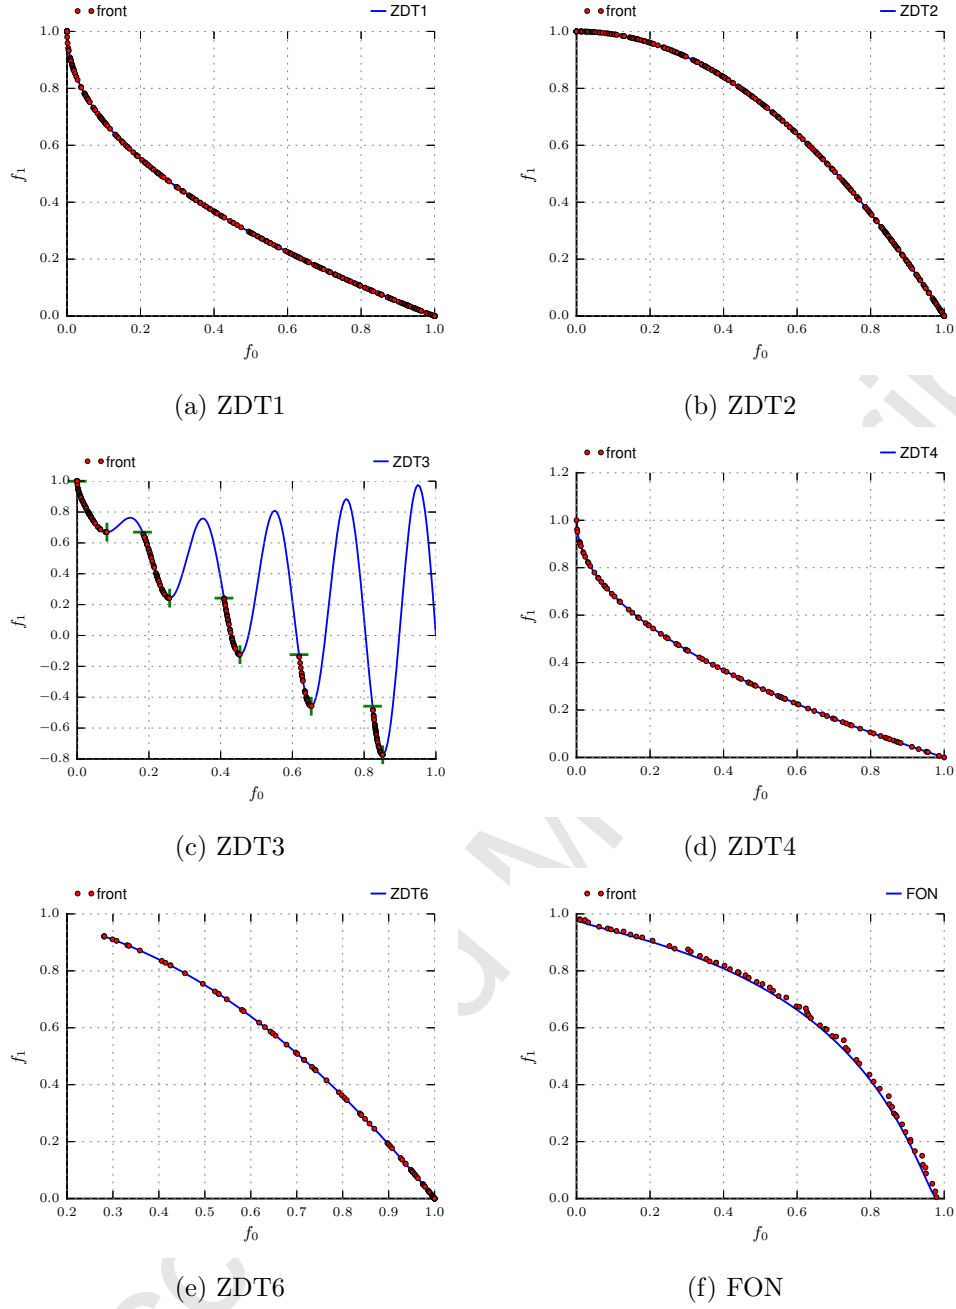 front ZDT1
1.0
0.8
0.6
f₁
0.4
0.2
0.0
0.0 0.2 0.4 0.6 0.8 1.0
f₀
(a) ZDT1
front ZDT2
1.0
0.8
0.6
f₁
0.4
0.2
0.0
0.0 0.2 0.4 0.6 0.8 1.0
f₀
(b) ZDT2
front ZDT3
1.0
0.8
0.6
0.4
f₁
0.2
0.0
−0.2
−0.4
−0.6
−0.8
0.0 0.2 0.4 0.6 0.8 1.0
f₀
(c) ZDT3
front ZDT4
1.2
1.0
0.8
f₁
0.6
0.4
0.2
0.0
0.0 0.2 0.4 0.6 0.8 1.0
f₀
(d) ZDT4
front ZDT6
1.0
0.8
0.6
f₁
0.4
0.2
0.0
0.2 0.3 0.4 0.5 0.6 0.7 0.8 0.9 1.0
f₀
(e) ZDT6
front FON
1.0
0.8
0.6
f₁
0.4
0.2
0.0
0.0 0.2 0.4 0.6 0.8 1.0
f₀
(f) FON